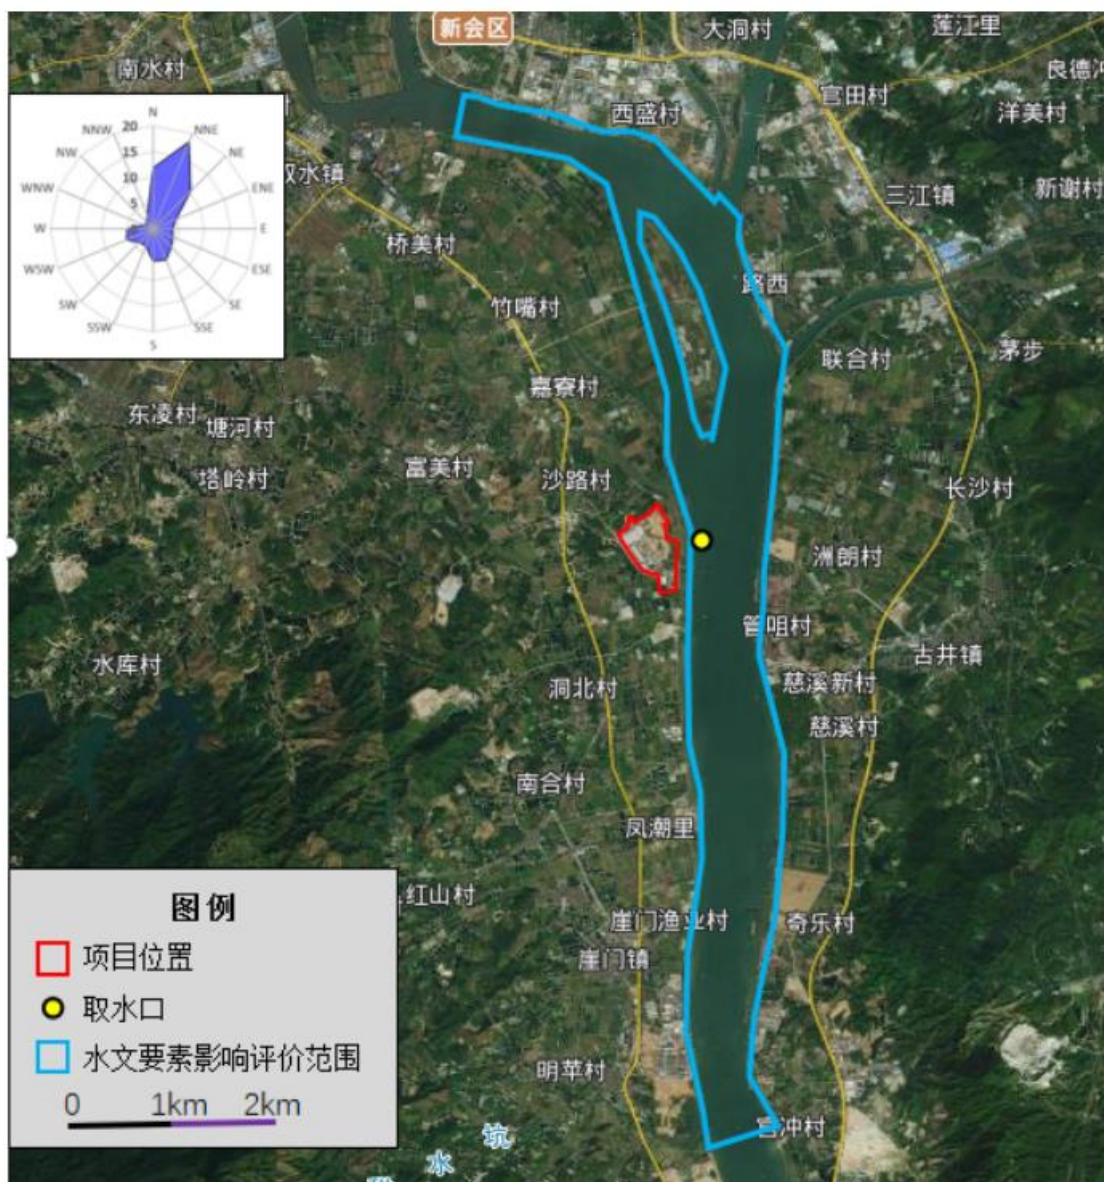 新会区
大洞村
莲江里
南水村
良德冲
官田村
洋美村
西盛村
N
NNE
NE
ENE
E
ESE
SE
SSE
S
SSW
SW
WSW
W
WNW
NW
NNW
20
15
10
5
双水镇
三江镇
新谢村
桥美村
路西
竹嘴村
联合村
茅步
嘉寮村
东凌村
塘河村
富美村
塔岭村
沙路村
长沙村
洲朗村
管咀村
古井镇
水库村
洞北村
慈溪新村
慈溪村
南合村
凤潮里
红山村
崖门渔业村
奇乐村
崖门镇
明苹村
官冲村
坑
水
图例
项目位置
取水口
水文要素影响评价范围
0 1km 2km